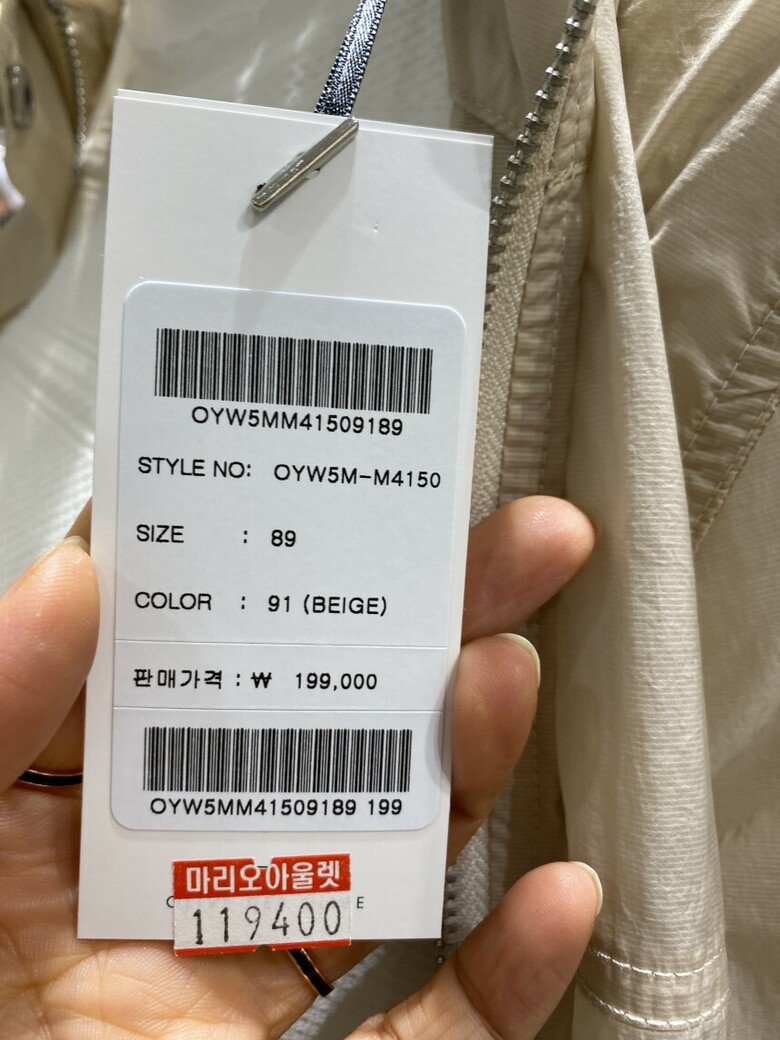 OYW5MM41509189
STYLE NO: OYW5M-M4150
SIZE : 89
COLOR : 91 (BEIGE)
판매가격 : ₩ 199,000
OYW5MM41509189 199
마리오아울렛
119400